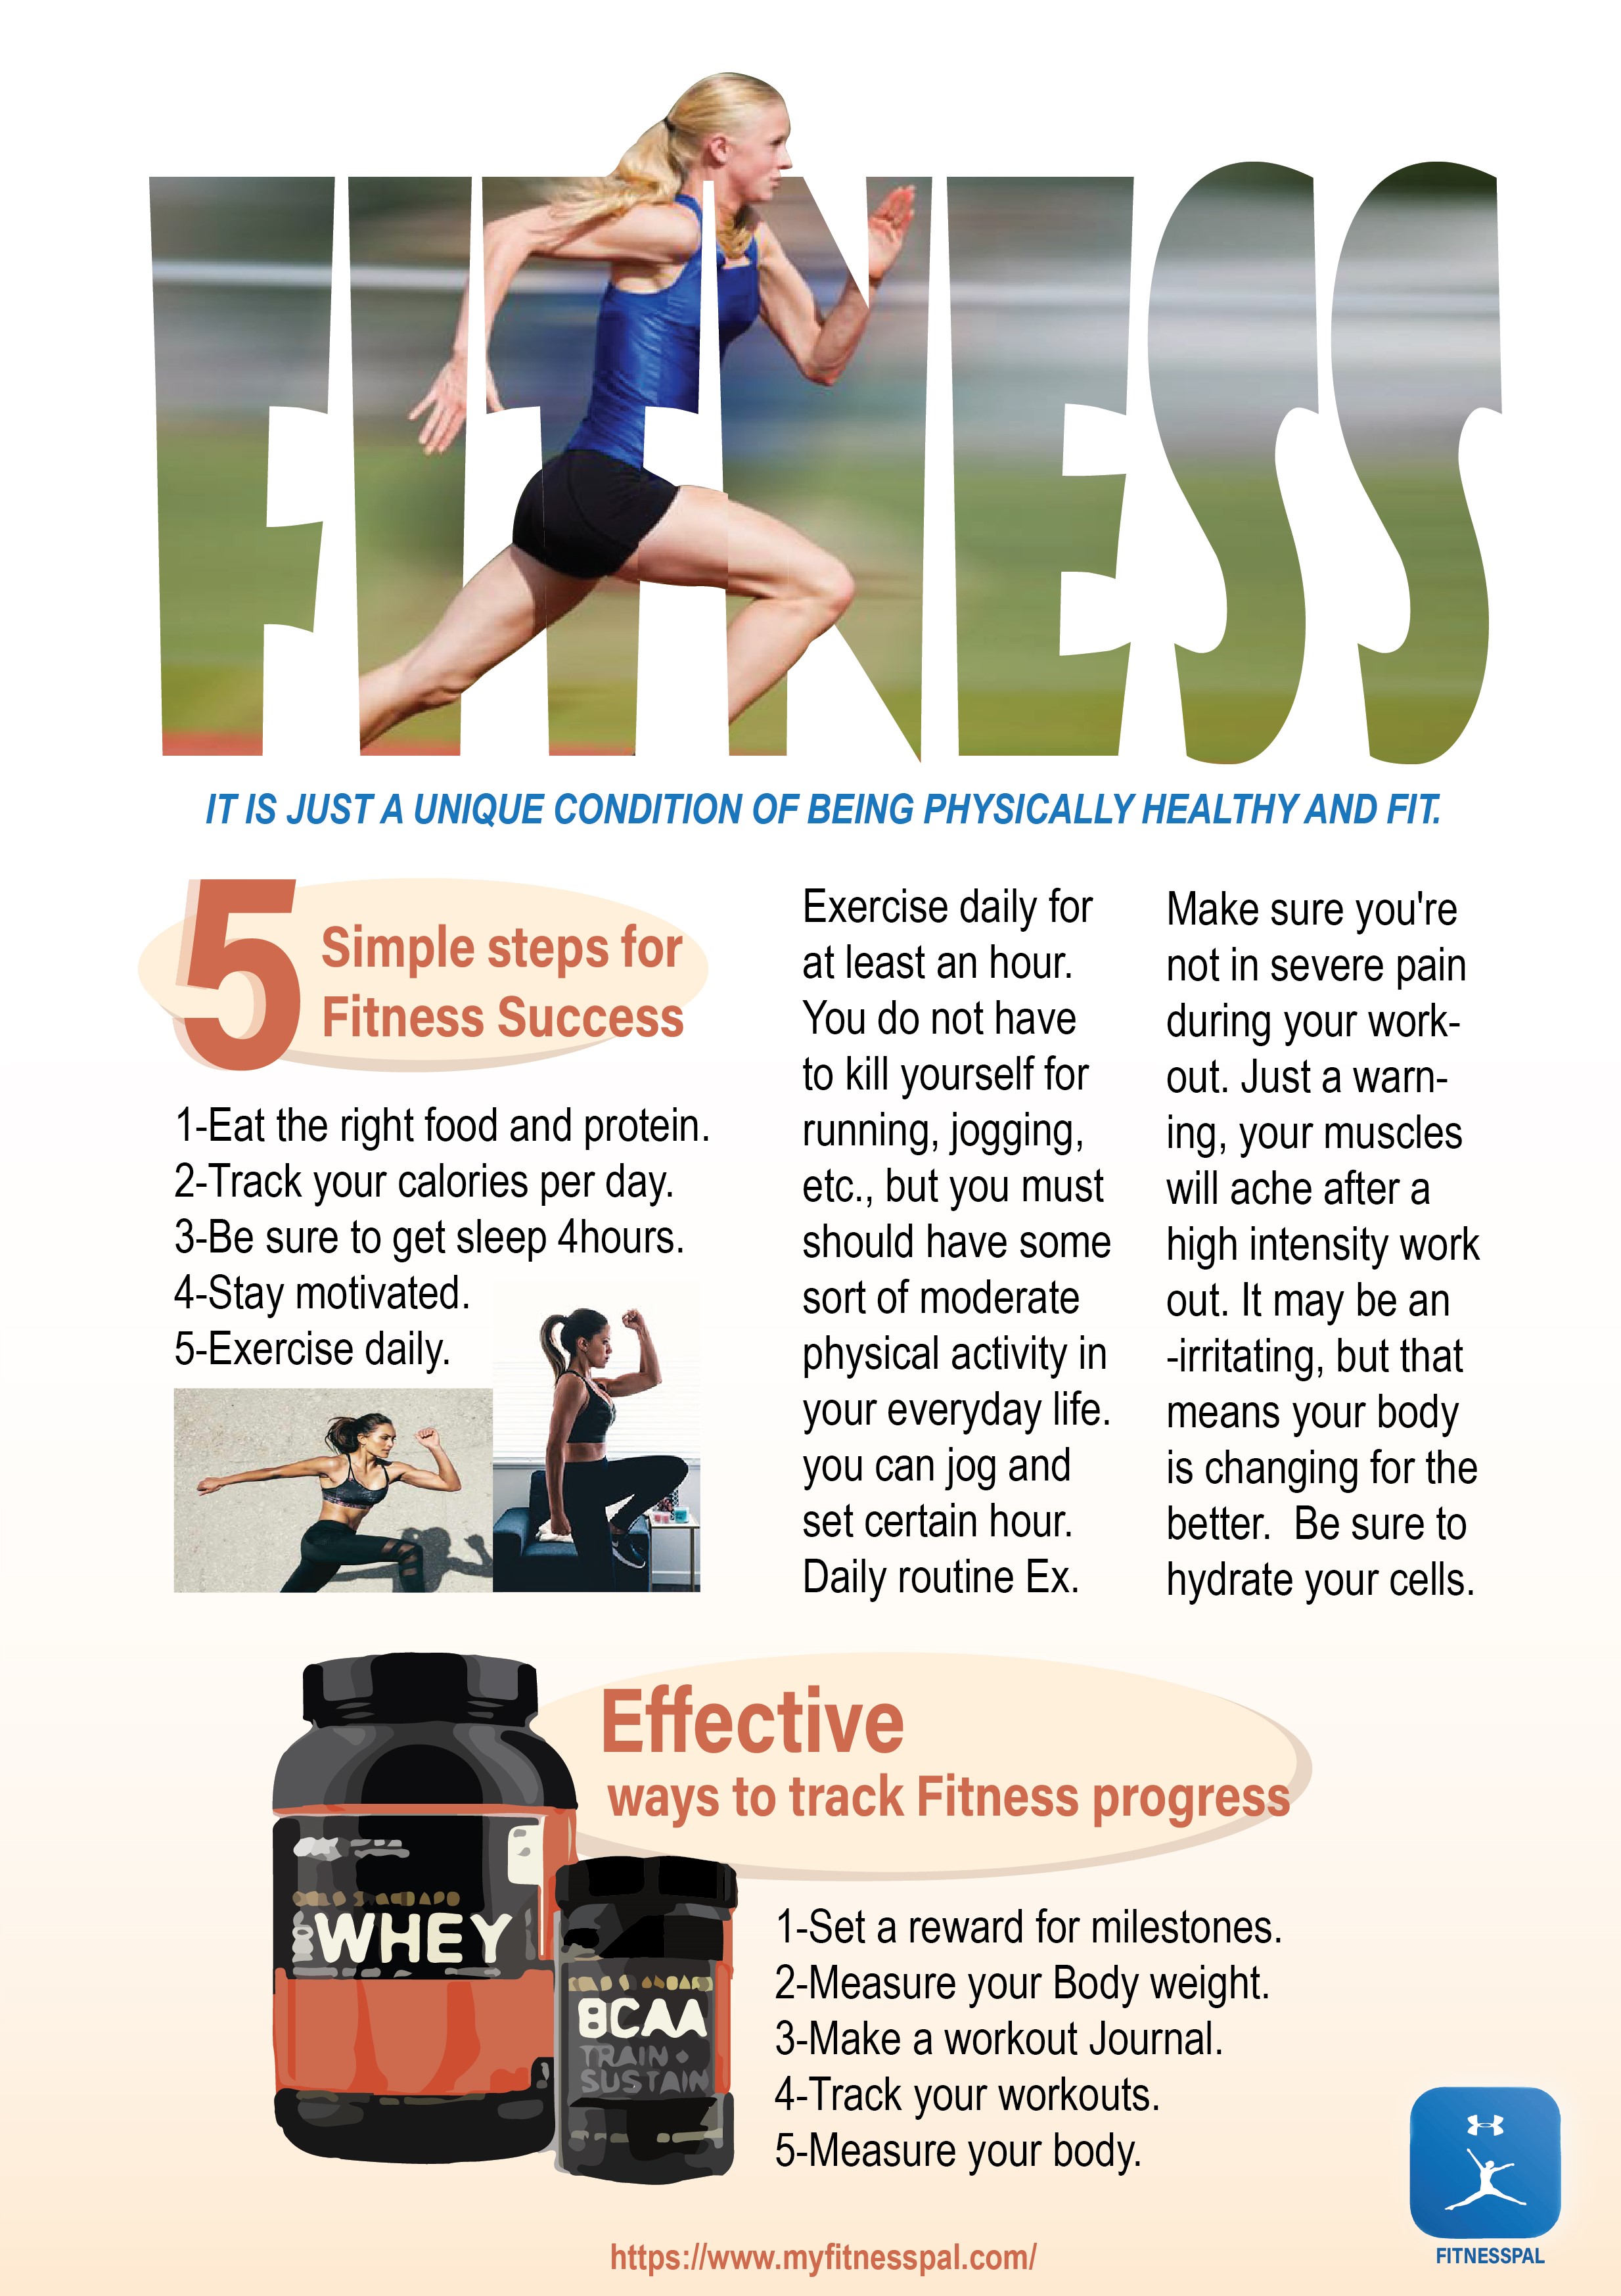 FITNESS
IT IS JUST A UNIQUE CONDITION OF BEING PHYSICALLY HEALTHY AND FIT.
5
Simple steps for
Fitness Success
1-Eat the right food and protein.
2-Track your calories per day.
3-Be sure to get sleep 4hours.
4-Stay motivated.
5-Exercise daily.
Exercise daily for
at least an hour.
You do not have
to kill yourself for
running, jogging,
etc., but you must
should have some
sort of moderate
physical activity in
your everyday life.
you can jog and
set certain hour.
Daily routine Ex.
Make sure you're
not in severe pain
during your work-
out. Just a warn-
ing, your muscles
will ache after a
high intensity work
out. It may be an
-irritating, but that
means your body
is changing for the
better.  Be sure to
hydrate your cells.
Effective
ways to track Fitness progress
WHEY
BCAA
TRAIN
SUSTAIN
1-Set a reward for milestones.
2-Measure your Body weight.
3-Make a workout Journal.
4-Track your workouts.
5-Measure your body.
https://www.myfitnesspal.com/
FITNESSPAL